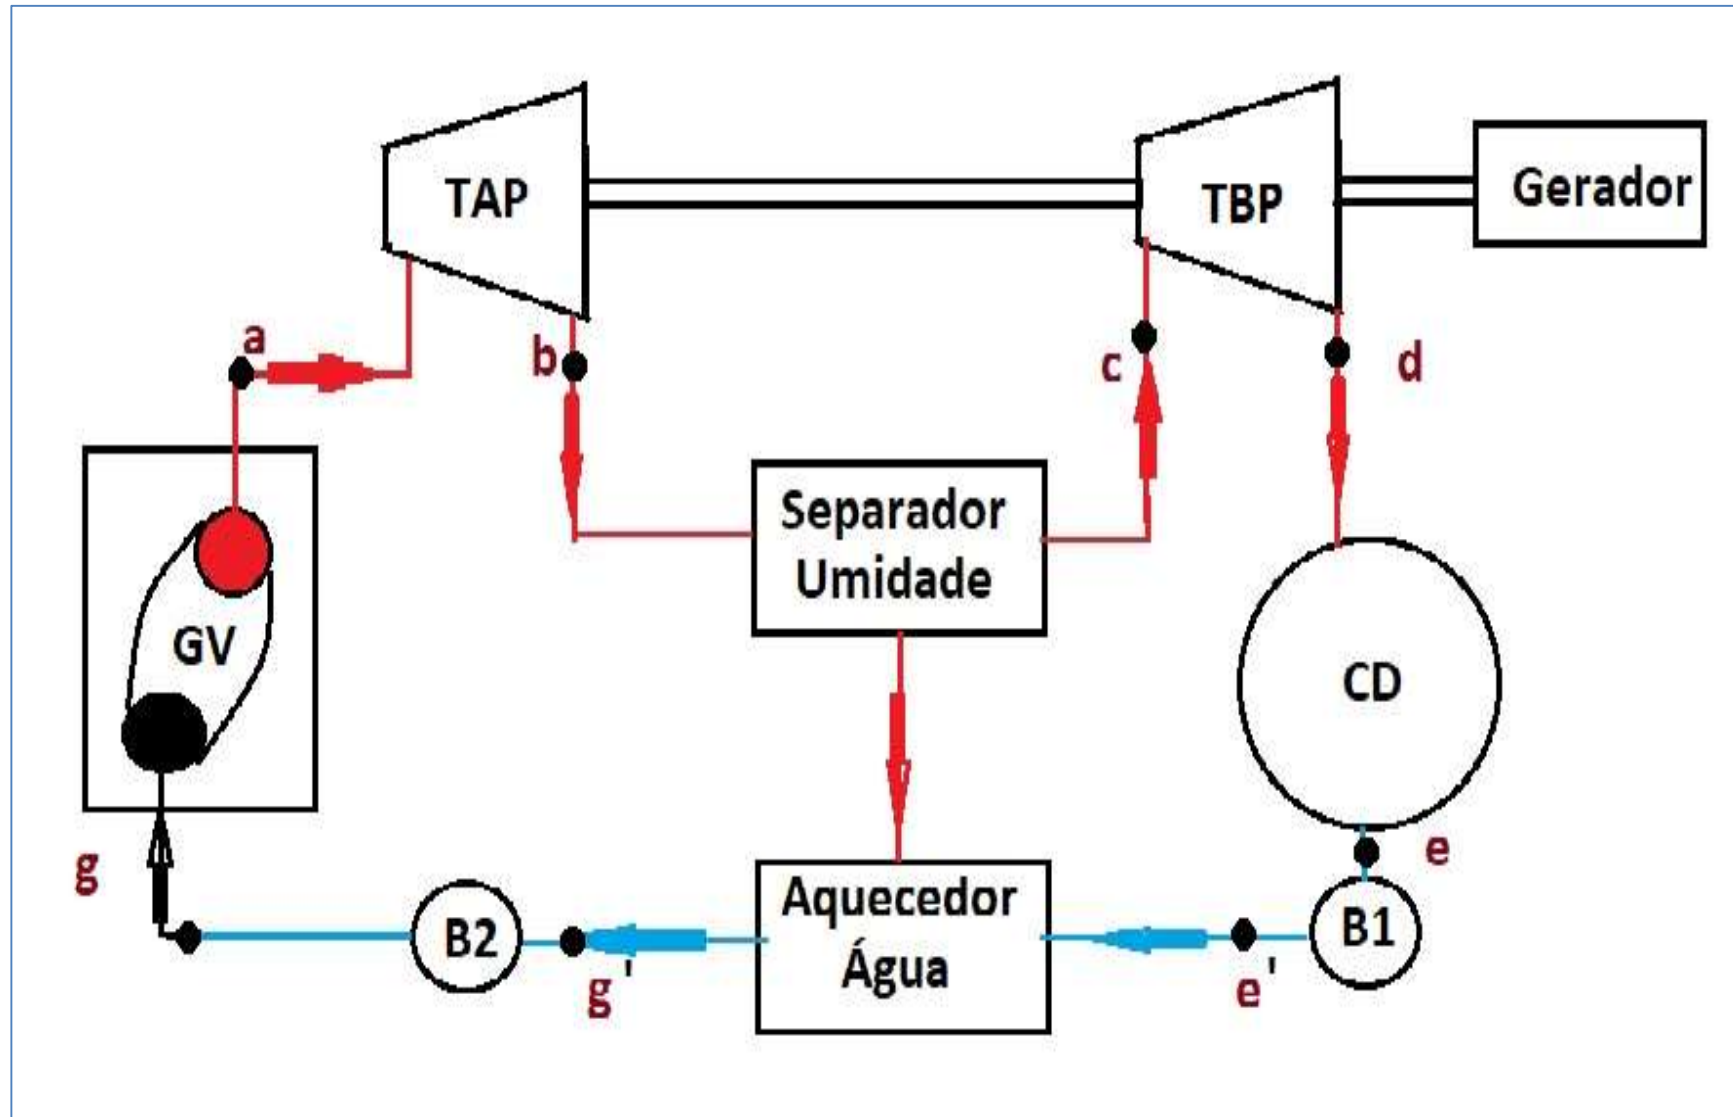 TAP
TBP
Gerador
a
b
c
d
Separador
Umidade
GV
CD
e
g
Aquecedor
Água
B1
B2
g'
e'